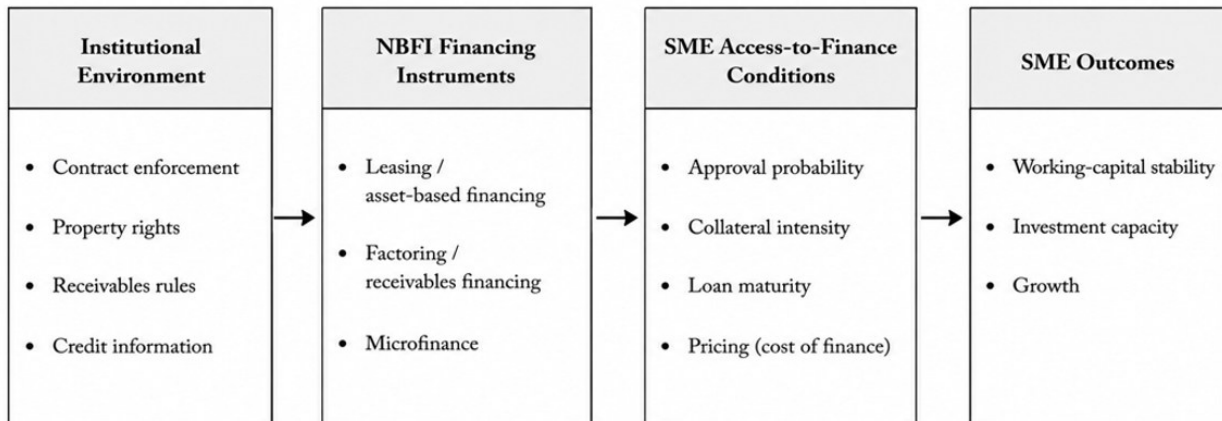 Institutional
Environment
• Contract enforcement
• Property rights
• Receivables rules
• Credit information
NBFI Financing
Instruments
• Leasing /
asset-based financing
• Factoring /
receivables financing
• Microfinance
SME Access-to-Finance
Conditions
• Approval probability
• Collateral intensity
• Loan maturity
• Pricing (cost of finance)
SME Outcomes
• Working-capital stability
• Investment capacity
• Growth